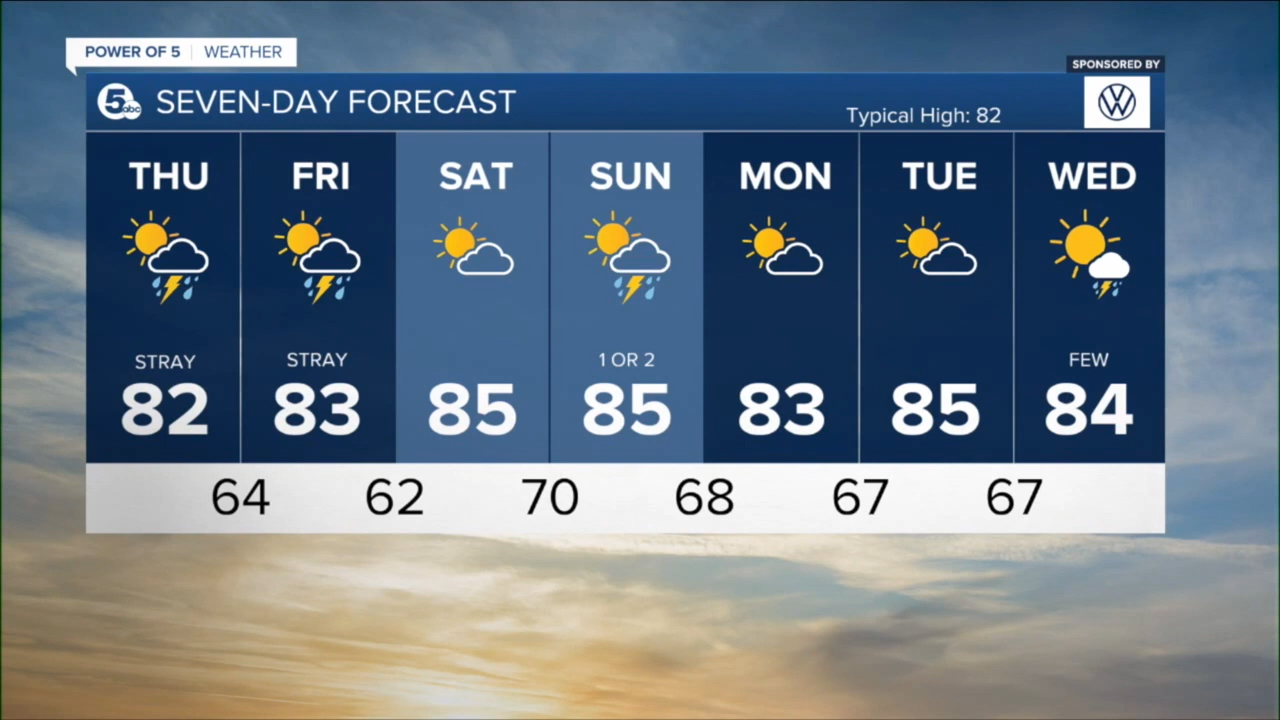 POWER OF 5 | WEATHER
SPONSORED BY
5 abc SEVEN-DAY FORECAST
Typical High: 82
THU FRI SAT SUN MON TUE WED
STRAY STRAY 1 OR 2 FEW
82 83 85 85 83 85 84
64 62 70 68 67 67